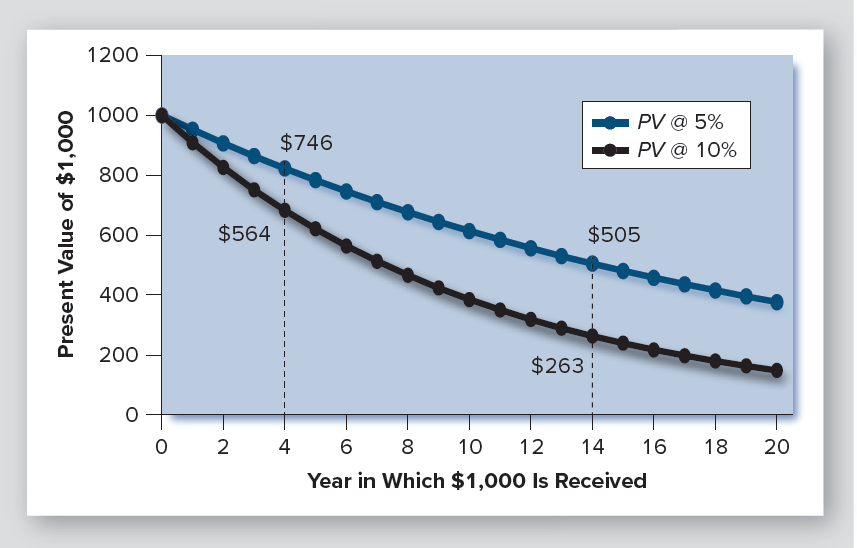 1200
1000
800
600
400
200
0
Present Value of $1,000
$746
$564
$505
$263
PV @ 5%
PV @ 10%
0 2 4 6 8 10 12 14 16 18 20
Year in Which $1,000 Is Received